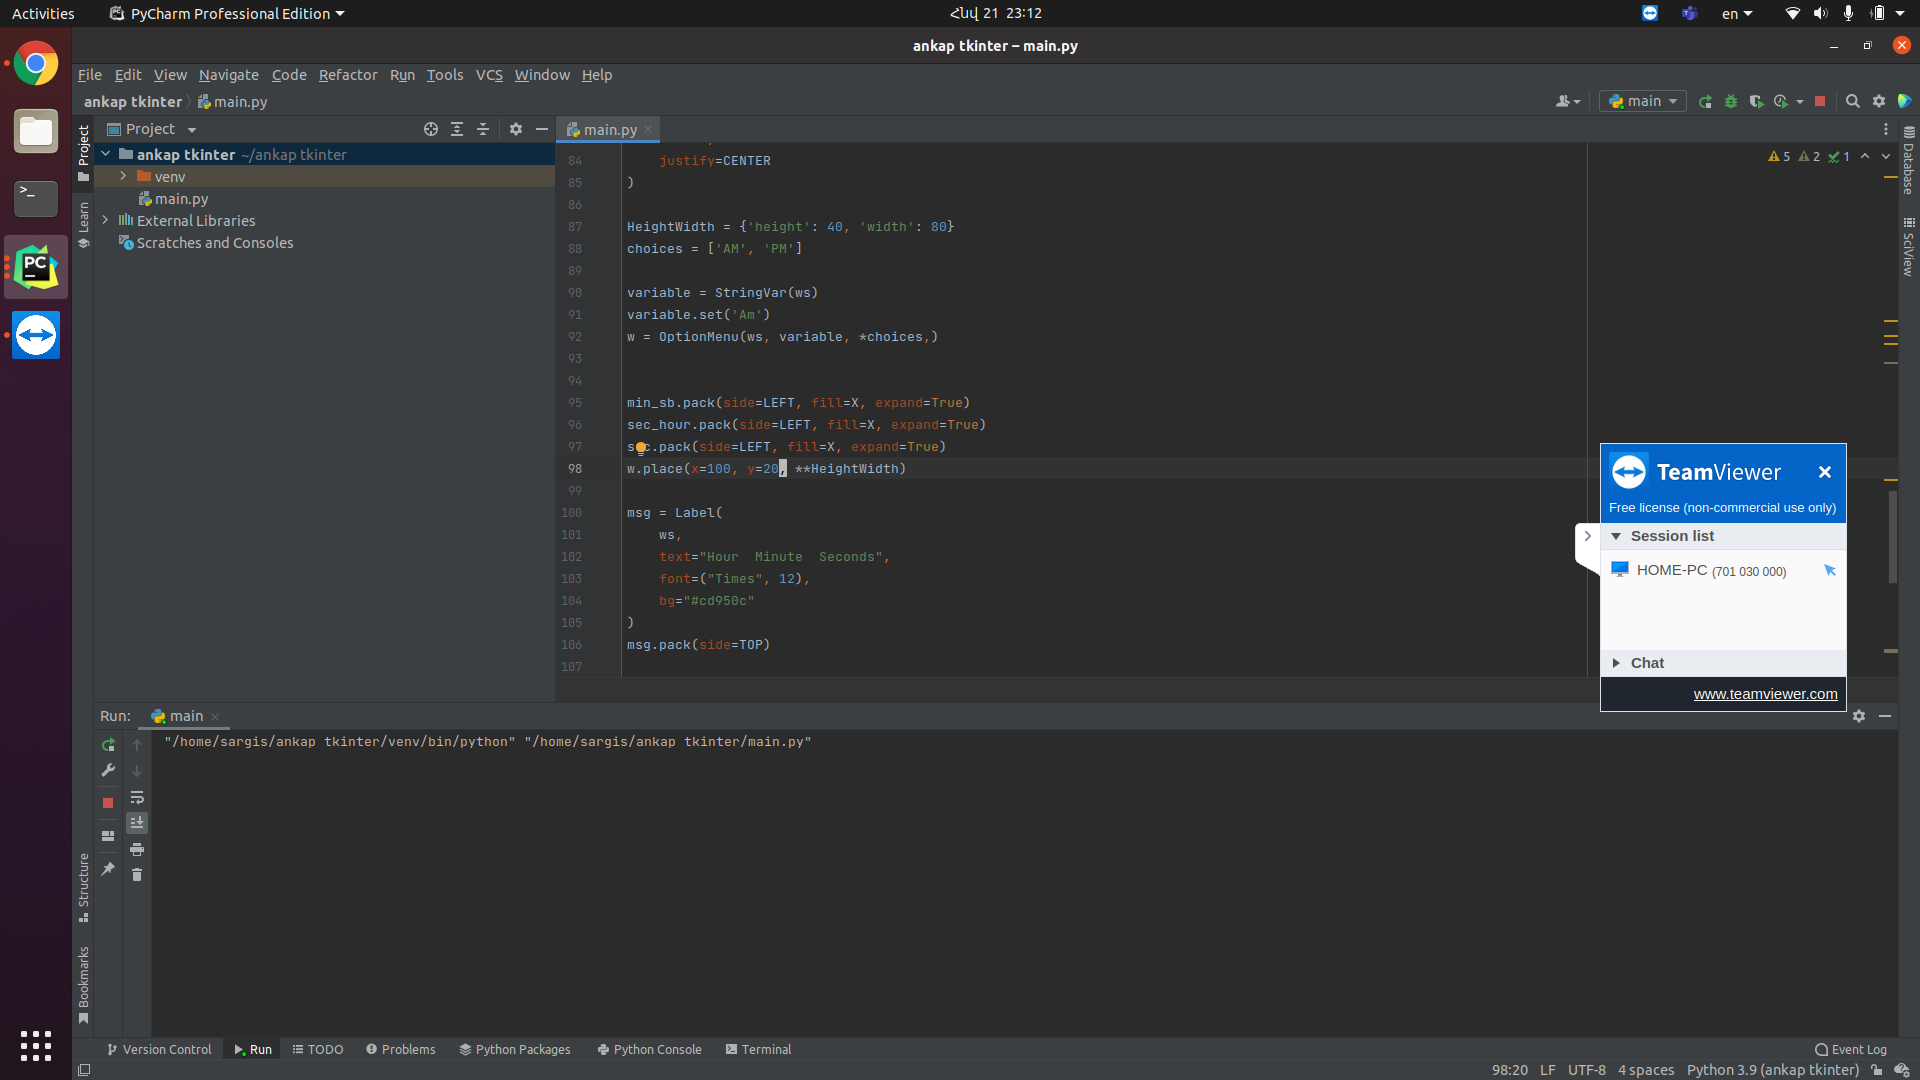 Activities
PyCharm Professional Edition
Հնվ 21 23:12
en
ankap tkinter – main.py
File Edit View Navigate Code Refactor Run Tools VCS Window Help
ankap tkinter main.py
main
Project
main.py
Project
Learn
Structure
Bookmarks
Database
SciView
ankap tkinter ~/ankap tkinter
venv
main.py
External Libraries
Scratches and Consoles
5 2 1
84 justify=CENTER
85 )
86
87 HeightWidth = {'height': 40, 'width': 80}
88 choices = ['AM', 'PM']
89
90 variable = StringVar(ws)
91 variable.set('Am')
92 w = OptionMenu(ws, variable, *choices,)
93
94
95 min_sb.pack(side=LEFT, fill=X, expand=True)
96 sec_hour.pack(side=LEFT, fill=X, expand=True)
97 sec.pack(side=LEFT, fill=X, expand=True)
98 w.place(x=100, y=20, **HeightWidth)
99
100 msg = Label(
101 ws,
102 text="Hour  Minute  Seconds",
103 font=("Times", 12),
104 bg="#cd950c"
105 )
106 msg.pack(side=TOP)
107
TeamViewer
Free license (non-commercial use only)
Session list
HOME-PC (701 030 000)
Chat
www.teamviewer.com
Run: main
"/home/sargis/ankap tkinter/venv/bin/python" "/home/sargis/ankap tkinter/main.py"
Version Control Run TODO Problems Python Packages Python Console Terminal Event Log
98:20 LF UTF-8 4 spaces Python 3.9 (ankap tkinter)